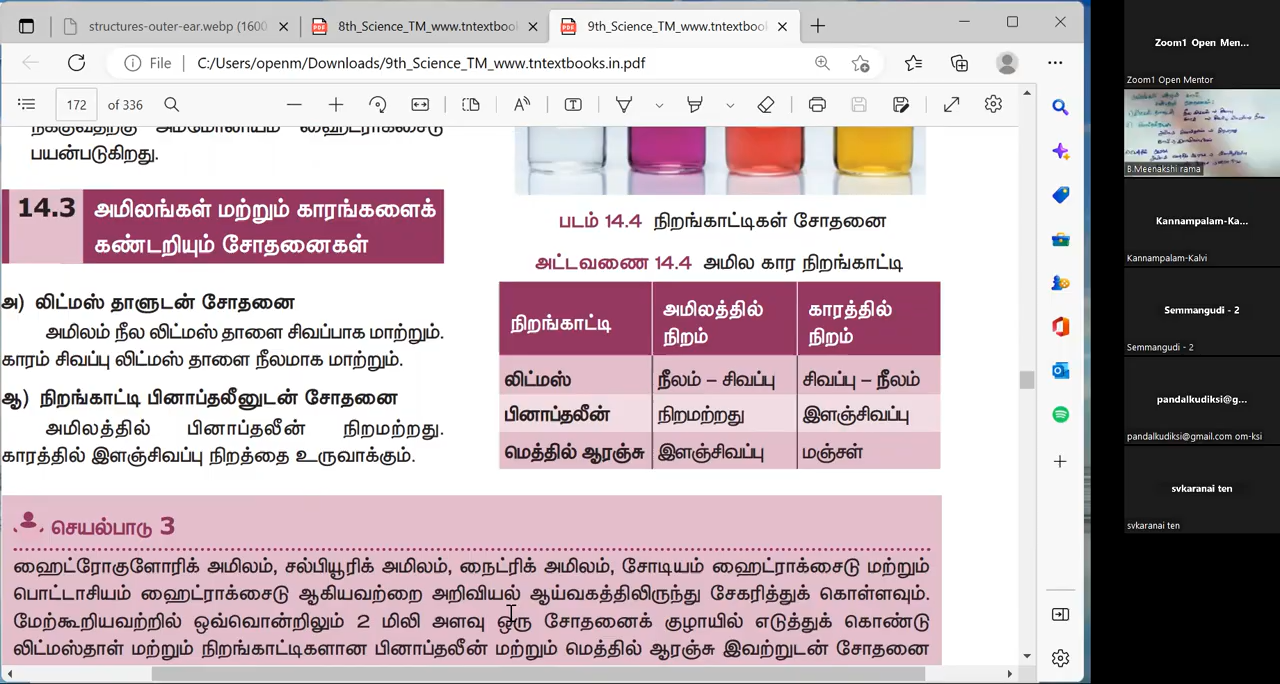 structures-outer-ear.webp (1600
8th_Science_TM_www.tntextboo
9th_Science_TM_www.tntextbook
File
C:/Users/openm/Downloads/9th_Science_TM_www.tntextbooks.in.pdf
172 of 336
பயன்படுகிறது.
14.3 அமிலங்கள் மற்றும் காரங்களைக்
கண்டறியும் சோதனைகள்
அ) லிட்மஸ் தாளுடன் சோதனை
அமிலம் நீல லிட்மஸ் தாளை சிவப்பாக மாற்றும்.
காரம் சிவப்பு லிட்மஸ் தாளை நீலமாக மாற்றும்.
ஆ) நிறங்காட்டி பினாப்தலீனுடன் சோதனை
அமிலத்தில் பினாப்தலீன் நிறமற்றது.
காரத்தில் இளஞ்சிவப்பு நிறத்தை உருவாக்கும்.
படம் 14.4 நிறங்காட்டிகள் சோதனை
அட்டவணை 14.4 அமில கார நிறங்காட்டி
நிறங்காட்டி அமிலத்தில் நிறம் காரத்தில் நிறம்
லிட்மஸ் நீலம் – சிவப்பு சிவப்பு – நீலம்
பினாப்தலீன் நிறமற்றது இளஞ்சிவப்பு
மெத்தில் ஆரஞ்சு இளஞ்சிவப்பு மஞ்சள்
செயல்பாடு 3
ஹைட்ரோகுளோரிக் அமிலம், சல்பியூரிக் அமிலம், நைட்ரிக் அமிலம், சோடியம் ஹைட்ராக்சைடு மற்றும்
பொட்டாசியம் ஹைட்ராக்சைடு ஆகியவற்றை அறிவியல் ஆய்வகத்திலிருந்து சேகரித்துக் கொள்ளவும்.
மேற்கூறியவற்றில் ஒவ்வொன்றிலும் 2 மிலி அளவு ஒரு சோதனைக் குழாயில் எடுத்துக் கொண்டு
லிட்மஸ்தாள் மற்றும் நிறங்காட்டிகளான பினாப்தலீன் மற்றும் மெத்தில் ஆரஞ்சு இவற்றுடன் சோதனை
Zoom1 Open Men...
Zoom1 Open Mentor
B.Meenakshi rama
Kannampalam-Ka...
Kannampalam-Kalvi
Semmangudi - 2
Semmangudi - 2
pandalkudiksi@g...
pandalkudiksi@gmail.com om-ksi
svkaranai ten
svkaranai ten